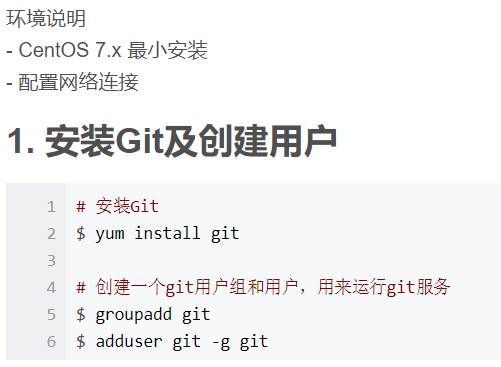 环境说明
- CentOS 7.x 最小安装
- 配置网络连接
1. 安装Git及创建用户
1 # 安装Git
2 $ yum install git
3
4 # 创建一个git用户组和用户，用来运行git服务
5 $ groupadd git
6 $ adduser git -g git